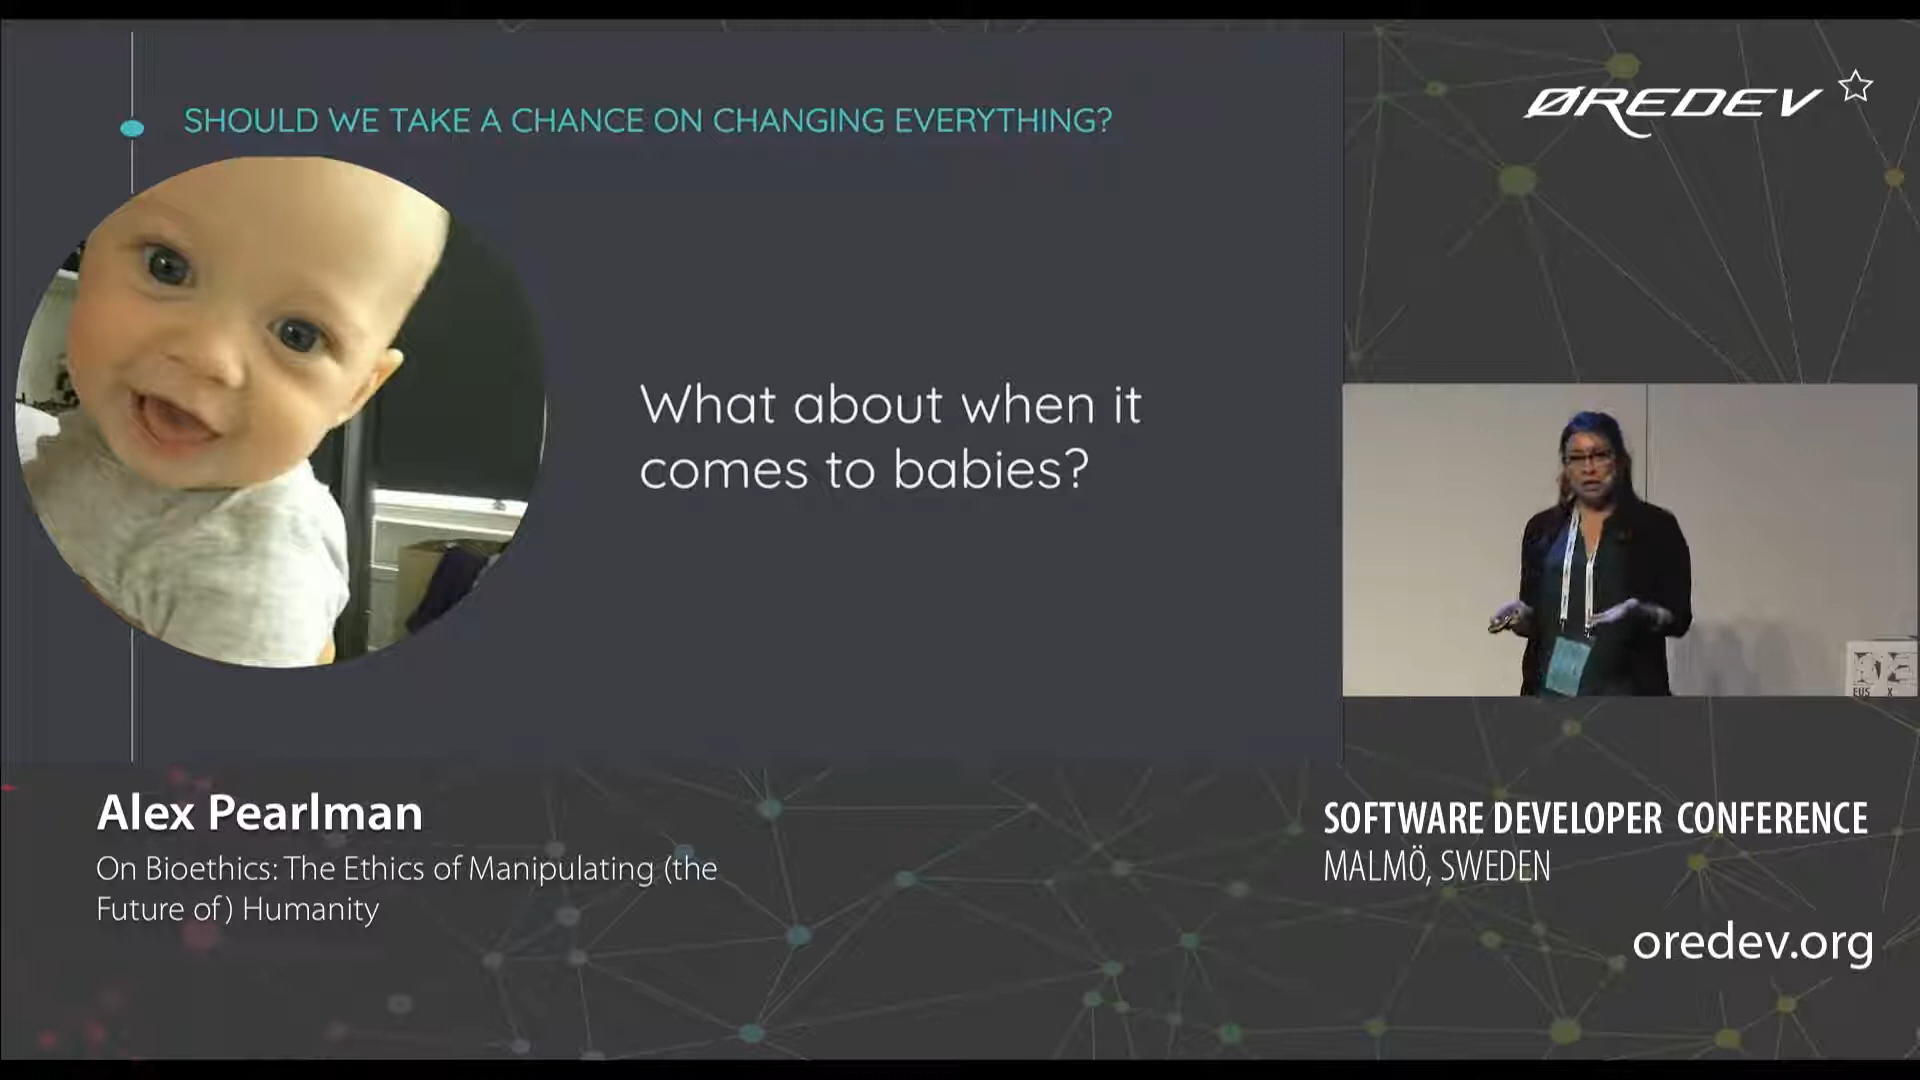 SHOULD WE TAKE A CHANCE ON CHANGING EVERYTHING?
ØREDEV
What about when it
comes to babies?
EUS X
Alex Pearlman
On Bioethics: The Ethics of Manipulating (the
Future of) Humanity
SOFTWARE DEVELOPER CONFERENCE
MALMÖ, SWEDEN
oredev.org